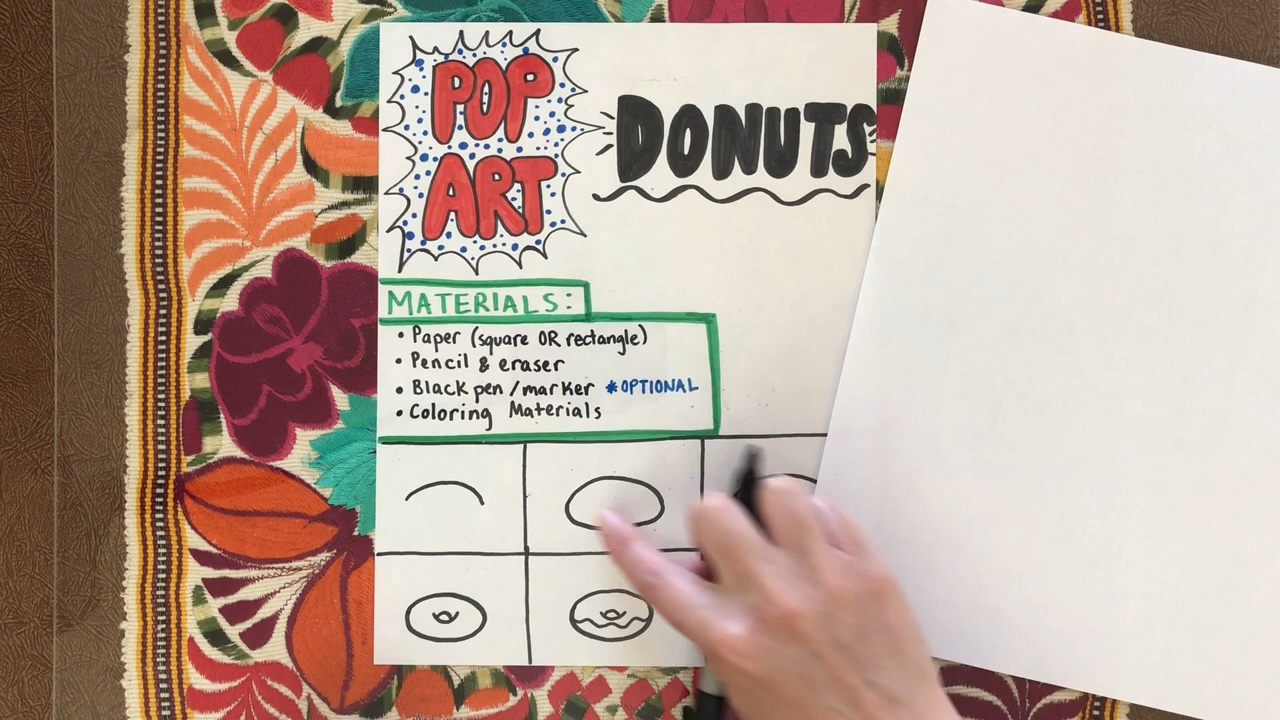 POP
ART
DONUTS
MATERIALS:
• Paper (square OR rectangle)
• Pencil & eraser
• Black pen/marker *OPTIONAL
• Coloring Materials